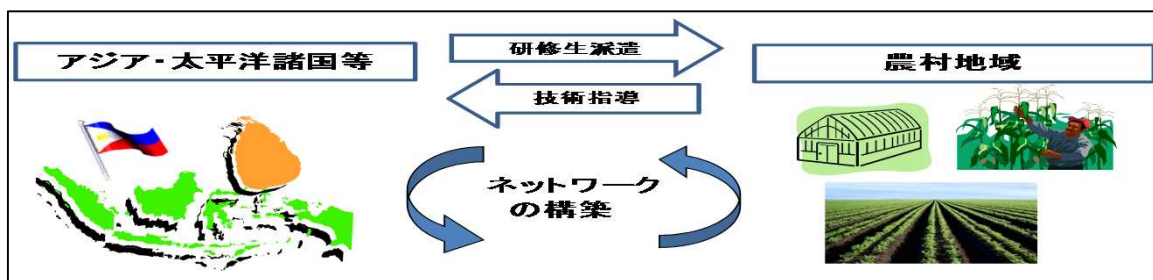 アジア・太平洋諸国等
研修生派遣
技術指導
農村地域
ネットワーク
の構築